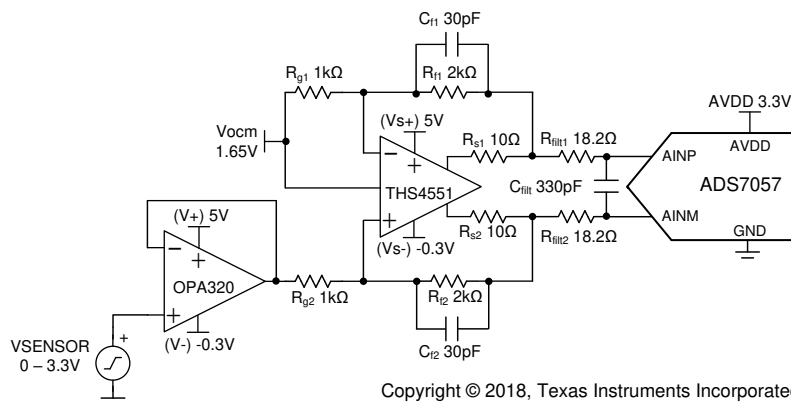 Cf1 30pF
Rg1 1kΩ
Rf1 2kΩ
AVDD 3.3V
Vocm
1.65V
(Vs+) 5V
Rs1 10Ω
Rfilt1 18.2Ω
AINP
AVDD
THS4551
Cfilt 330pF
ADS7057
(V+) 5V
(Vs-) -0.3V
Rs2 10Ω
Rfilt2 18.2Ω
AINM
GND
OPA320
Rg2 1kΩ
Rf2 2kΩ
Cf2 30pF
VSENSOR
0 – 3.3V
(V-) -0.3V
Copyright © 2018, Texas Instruments Incorporate